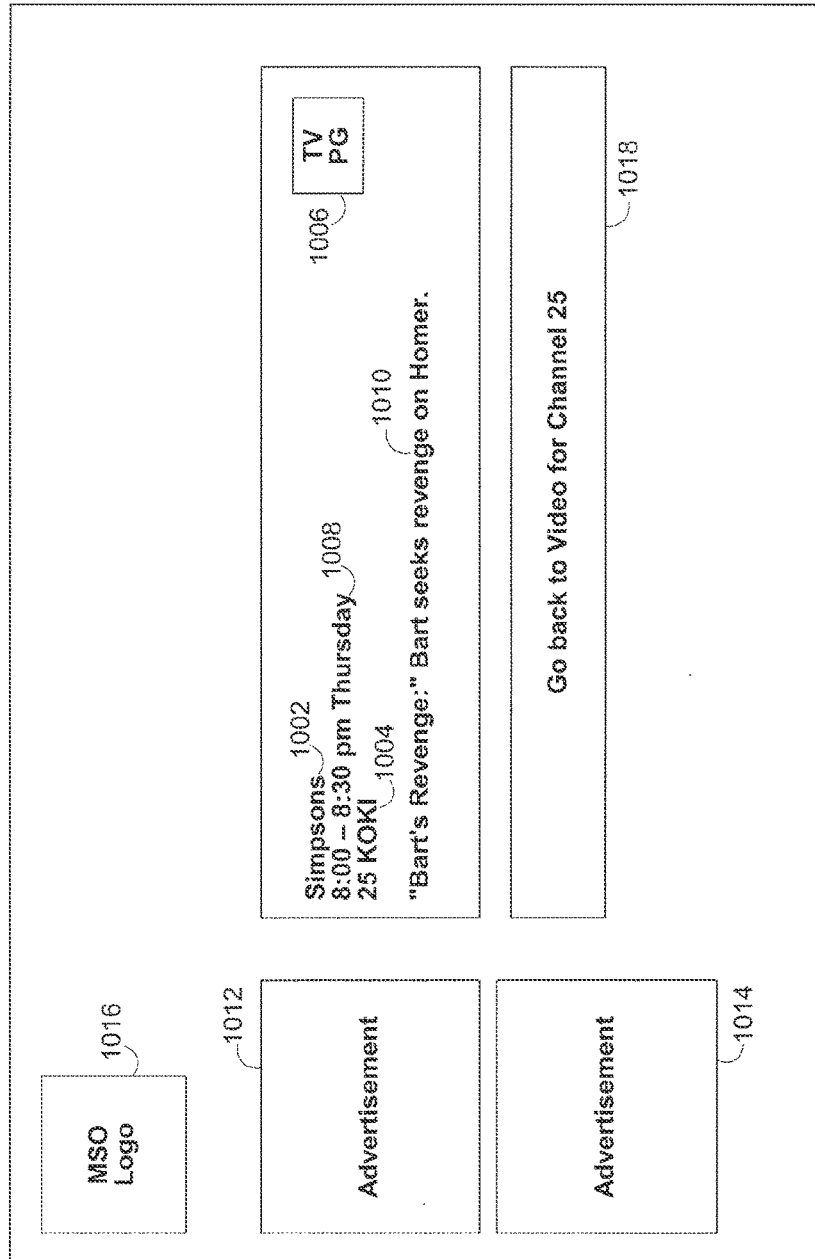 MSO
Logo
1016
1012
Advertisement
Advertisement
1014
Simpsons
1002
8:00 – 8:30 pm Thursday
1008
25 KOKI
1004
1006
TV
PG
"Bart's Revenge:" Bart seeks revenge on Homer.
1010
Go back to Video for Channel 25
1018